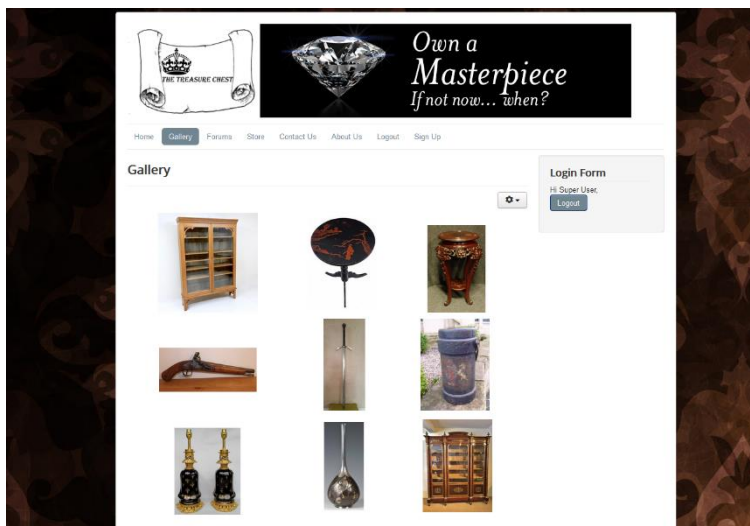 THE TREASURE CHEST
Own a
Masterpiece
If not now... when?
Home Gallery Forums Store Contact Us About Us Logout Sign Up
Gallery
Login Form
Hi Super User,
Logout